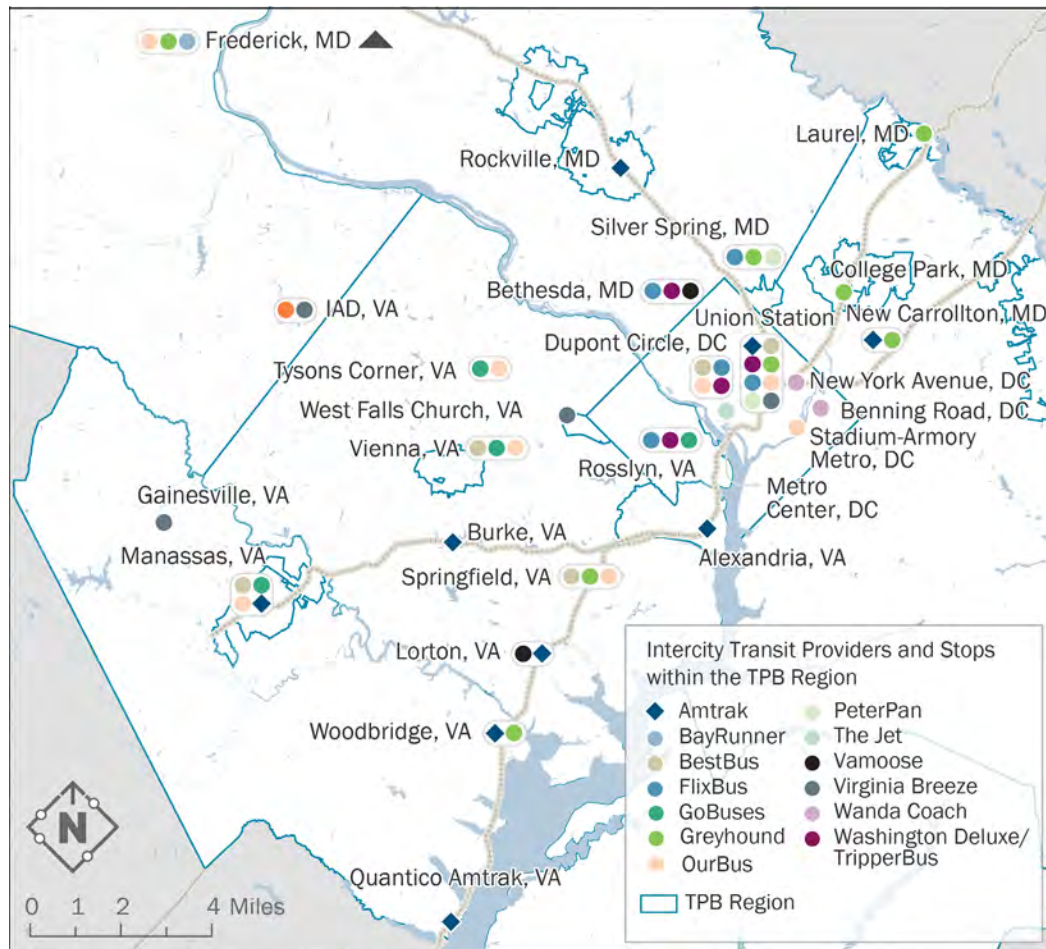 Frederick, MD
Laurel, MD
Rockville, MD
Silver Spring, MD
College Park, MD
Bethesda, MD
New Carrollton, MD
Union Station
IAD, VA
Dupont Circle, DC
Tysons Corner, VA
New York Avenue, DC
West Falls Church, VA
Benning Road, DC
Stadium-Armory
Metro, DC
Vienna, VA
Rosslyn, VA
Metro
Center, DC
Gainesville, VA
Burke, VA
Manassas, VA
Alexandria, VA
Springfield, VA
Lorton, VA
Woodbridge, VA
Quantico Amtrak, VA
N
0 1 2 4 Miles
Intercity Transit Providers and Stops
within the TPB Region
Amtrak
BayRunner
BestBus
FlixBus
GoBuses
Greyhound
OurBus
PeterPan
The Jet
Vamoose
Virginia Breeze
Wanda Coach
Washington Deluxe/
TripperBus
TPB Region